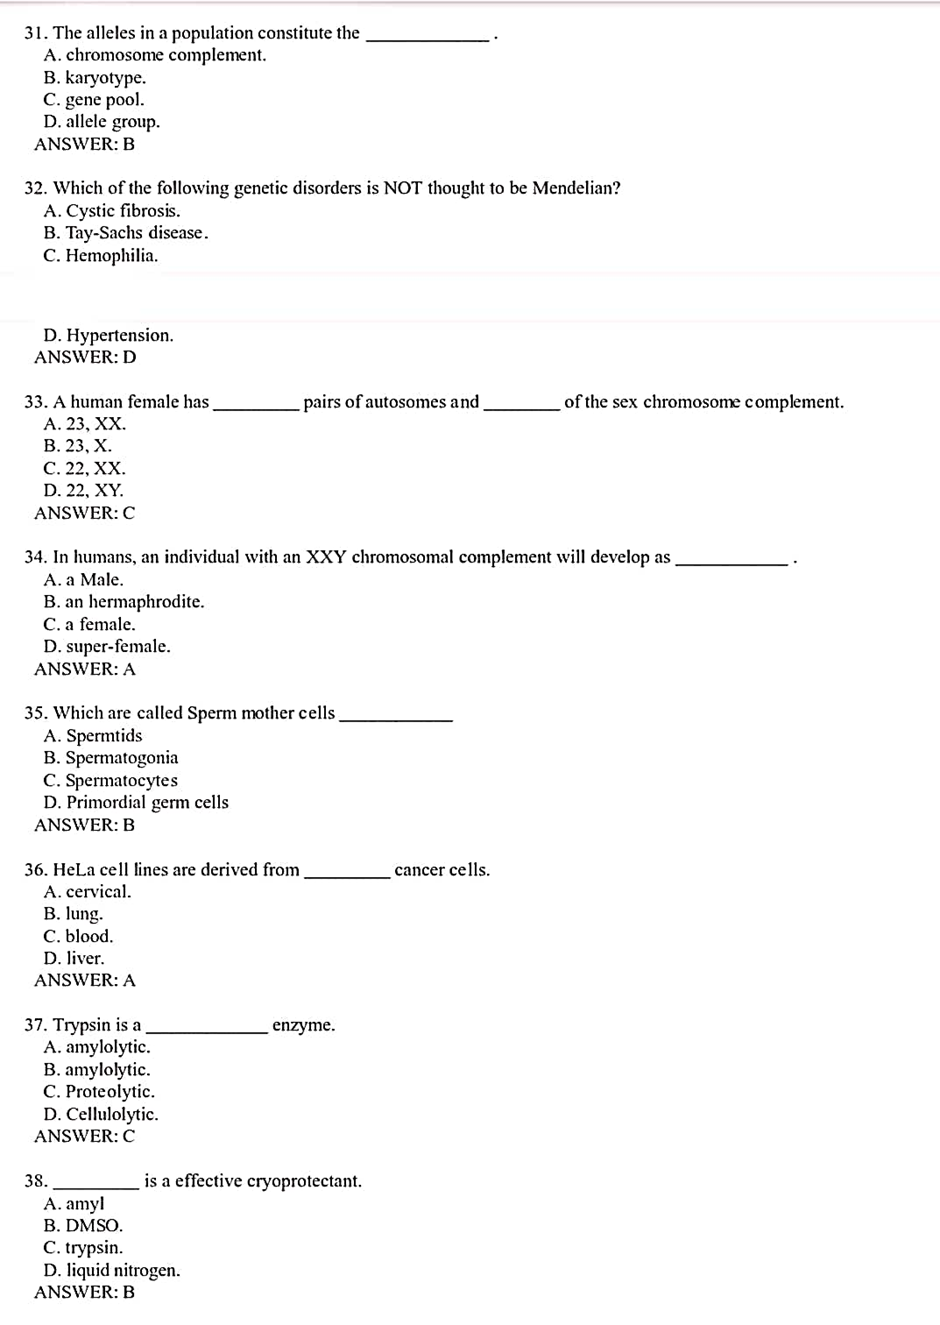 31. The alleles in a population constitute the _____________ .
A. chromosome complement.
B. karyotype.
C. gene pool.
D. allele group.
ANSWER: B
32. Which of the following genetic disorders is NOT thought to be Mendelian?
A. Cystic fibrosis.
B. Tay-Sachs disease.
C. Hemophilia.
D. Hypertension.
ANSWER: D
33. A human female has _________ pairs of autosomes and ________ of the sex chromosome complement.
A. 23, XX.
B. 23, X.
C. 22, XX.
D. 22, XY.
ANSWER: C
34. In humans, an individual with an XXY chromosomal complement will develop as ____________ .
A. a Male.
B. an hermaphrodite.
C. a female.
D. super-female.
ANSWER: A
35. Which are called Sperm mother cells ____________
A. Spermtids
B. Spermatogonia
C. Spermatocytes
D. Primordial germ cells
ANSWER: B
36. HeLa cell lines are derived from _________ cancer cells.
A. cervical.
B. lung.
C. blood.
D. liver.
ANSWER: A
37. Trypsin is a _____________ enzyme.
A. amylolytic.
B. amylolytic.
C. Proteolytic.
D. Cellulolytic.
ANSWER: C
38. _________ is a effective cryoprotectant.
A. amyl
B. DMSO.
C. trypsin.
D. liquid nitrogen.
ANSWER: B